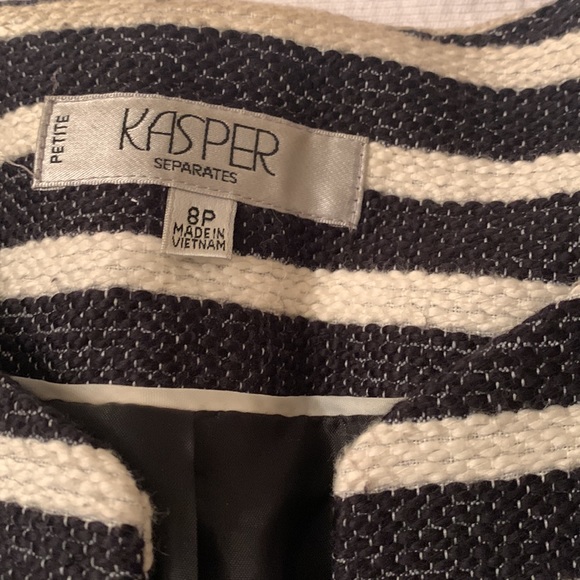 PETITE
KASPER
SEPARATES
8P
MADE IN
VIETNAM